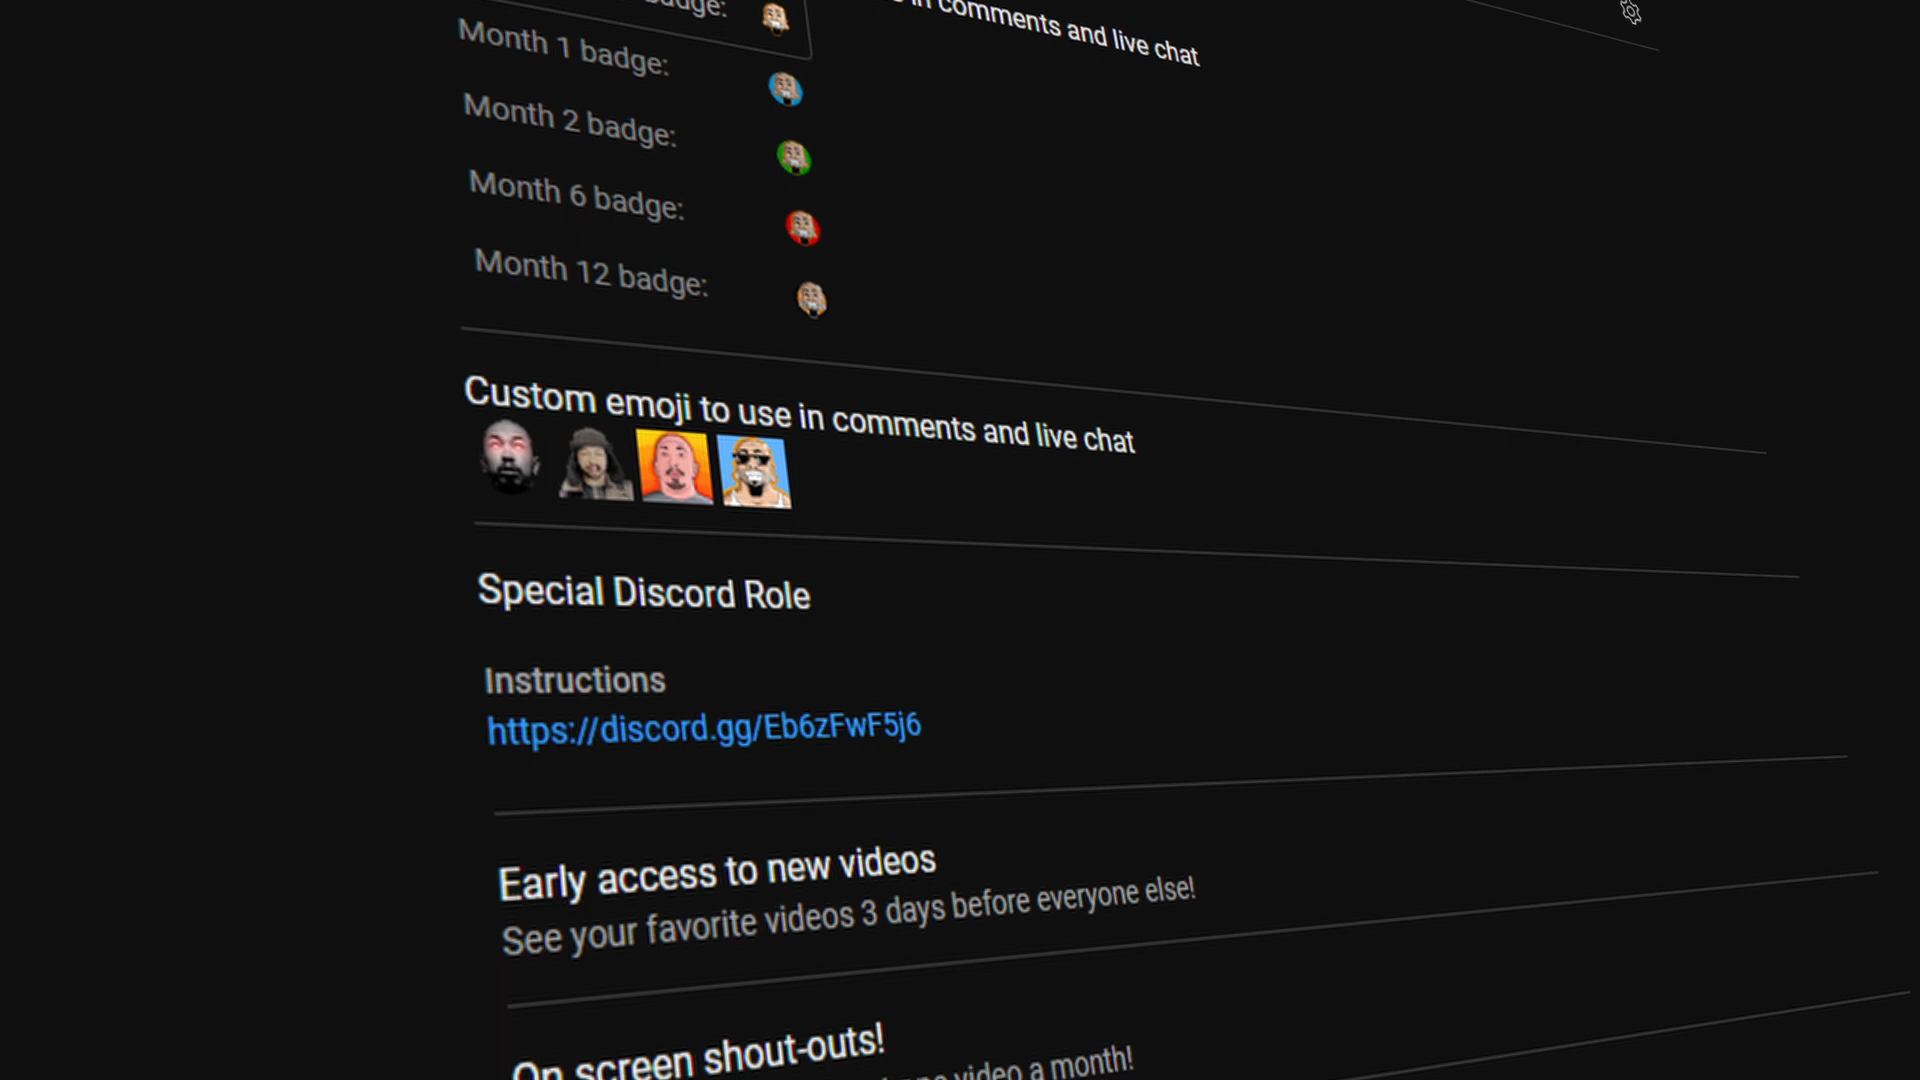 in comments and live chat
Month 1 badge:
Month 2 badge:
Month 6 badge:
Month 12 badge:
Custom emoji to use in comments and live chat
Special Discord Role
Instructions
https://discord.gg/Eb6zFwF5j6
Early access to new videos
See your favorite videos 3 days before everyone else!
On screen shout-outs!
video a month!